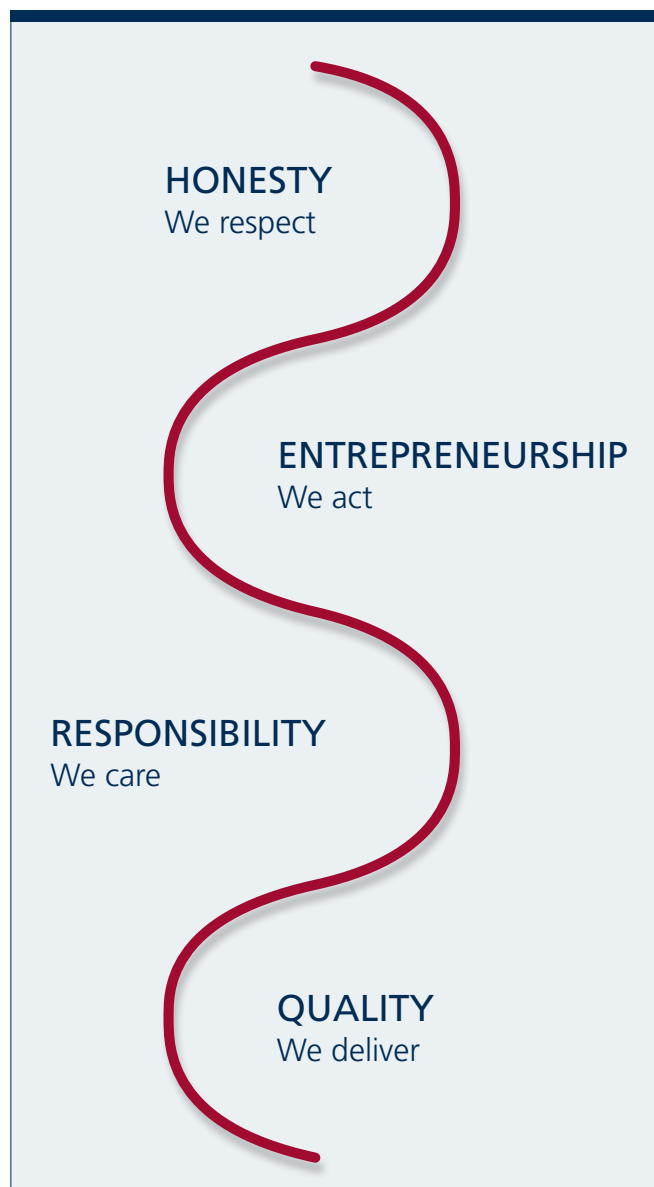 HONESTY
We respect
ENTREPRENEURSHIP
We act
RESPONSIBILITY
We care
QUALITY
We deliver